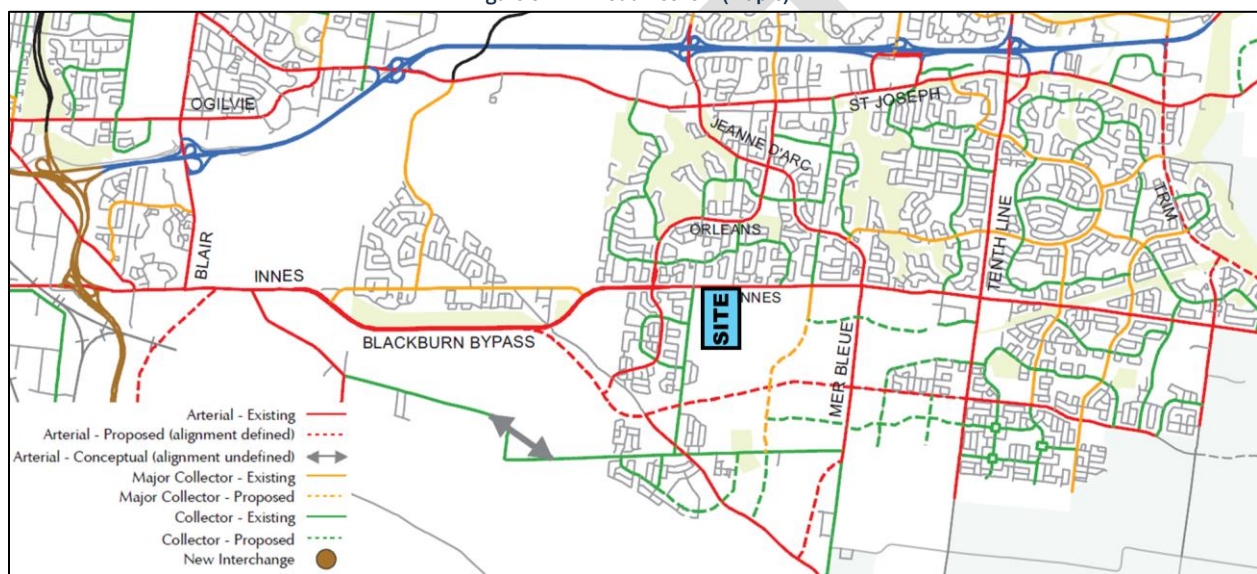 OGILVIE
ST JOSEPH
JEANNE D'ARC
TRIM
ORLEANS
TENTH LINE
BLAIR
INNES
NNES
SITE
BLACKBURN BYPASS
MER BLEUE
Arterial - Existing
Arterial - Proposed (alignment defined)
Arterial - Conceptual (alignment undefined)
Major Collector - Existing
Major Collector - Proposed
Collector - Existing
Collector - Proposed
New Interchange